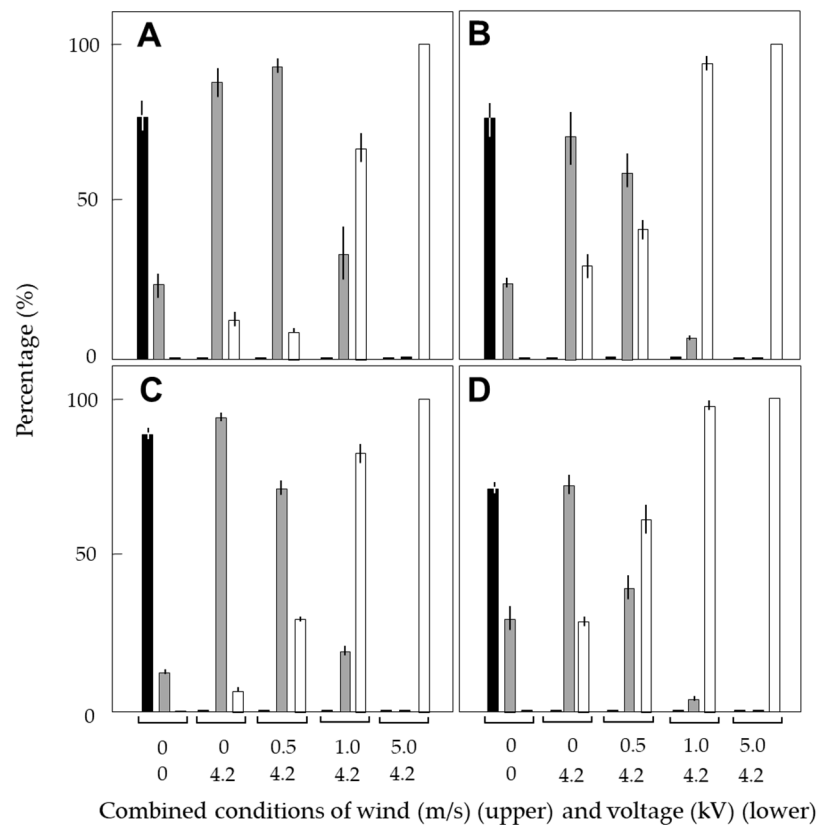 A B
100
50
0
C D
100
50
0
Percentage (%)
0 0 0.5 1.0 5.0 0 0 0.5 1.0 5.0
0 4.2 4.2 4.2 4.2 0 4.2 4.2 4.2 4.2
Combined conditions of wind (m/s) (upper) and voltage (kV) (lower)